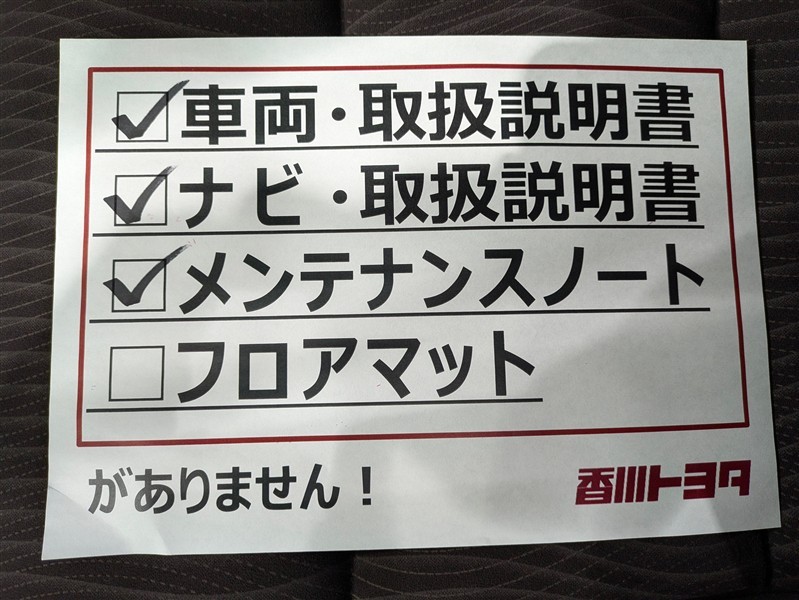 ☑車両・取扱説明書
☑ナビ・取扱説明書
☑メンテナンスノート
☐フロアマット
がありません！
香川トヨタ